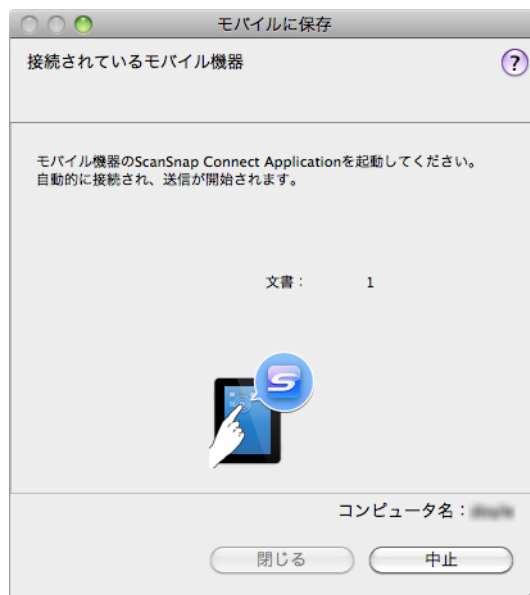 モバイルに保存
接続されているモバイル機器
?
モバイル機器のScanSnap Connect Applicationを起動してください。
自動的に接続され、送信が開始されます。
文書： 1
S
コンピュータ名：
閉じる 中止